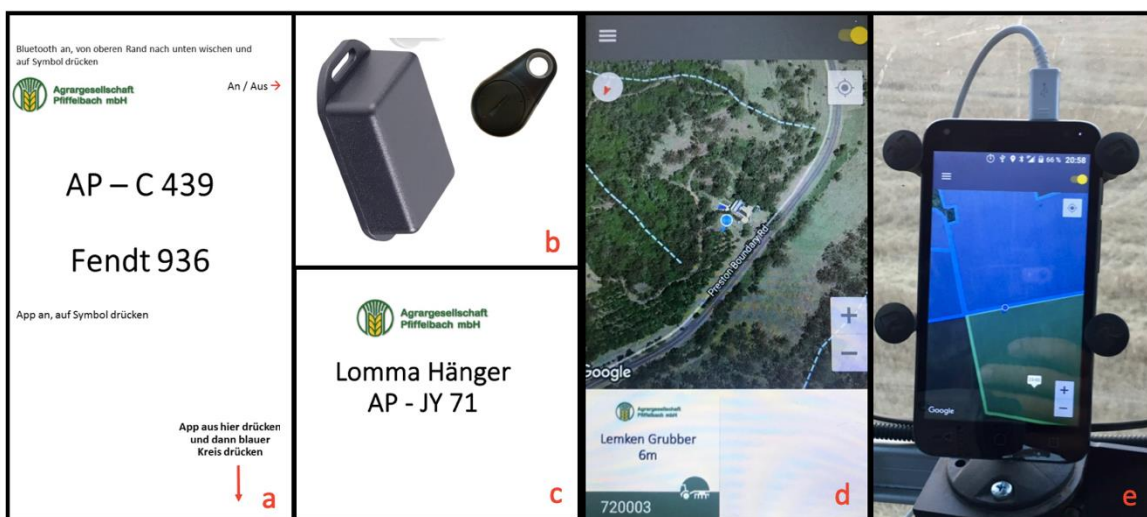 Bluetooth an, von oberen Rand nach unten wischen und
auf Symbol drücken
Agrargesellschaft
Pfiffelbach mbH
An / Aus →
AP – C 439
Fendt 936
App an, auf Symbol drücken
App aus hier drücken
und dann blauer
Kreis drücken
a
b
Agrargesellschaft
Pfiffelbach mbH
Lomma Hänger
AP - JY 71
c
Preston Boundary Rd
+
−
Google
Agrargesellschaft
Pfiffelbach mbH
Lemken Grubber
6m
720003
d
66 % 20:58
+
−
Google
e